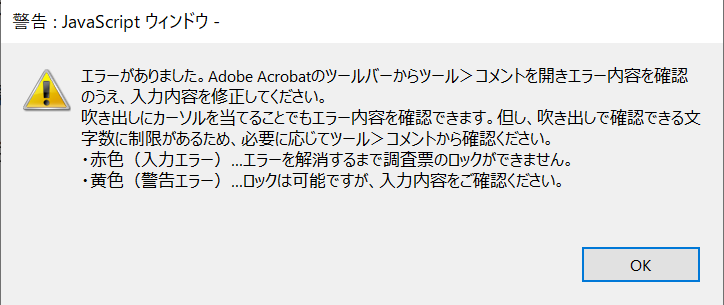 警告 : JavaScript ウィンドウ -
エラーがありました。Adobe Acrobatのツールバーからツール＞コメントを開きエラー内容を確認
のうえ、入力内容を修正してください。
吹き出しにカーソルを当てることでもエラー内容を確認できます。但し、吹き出しで確認できる文
字数に制限があるため、必要に応じてツール＞コメントから確認ください。
・赤色（入力エラー）…エラーを解消するまで調査票のロックができません。
・黄色（警告エラー）…ロックは可能ですが、入力内容をご確認ください。
OK